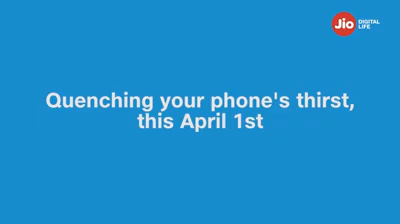 Jio DIGITAL
LIFE
Quenching your phone's thirst,
this April 1st